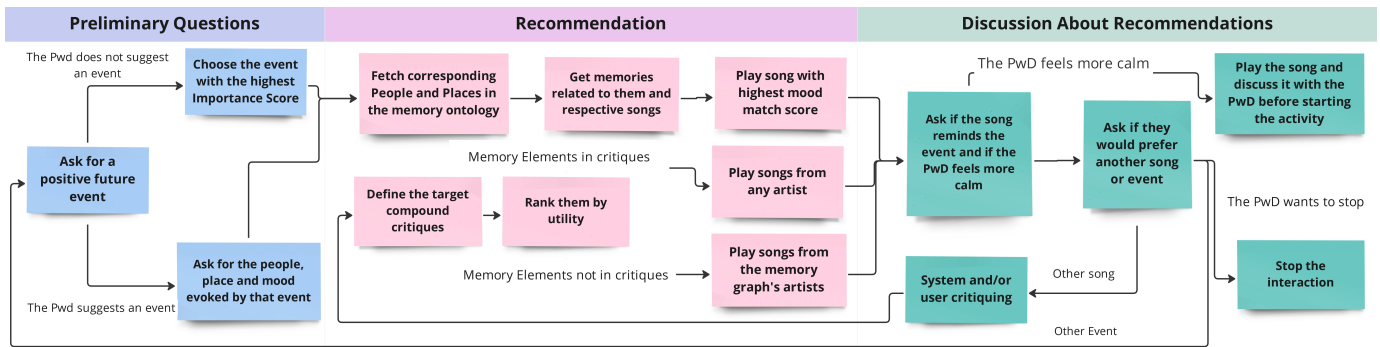 Preliminary Questions
Recommendation
Discussion About Recommendations
The Pwd does not suggest
an event
Choose the event
with the highest
Importance Score
Ask for a
positive future
event
Ask for the people,
place and mood
evoked by that event
The Pwd suggests an event
Fetch corresponding
People and Places in
the memory ontology
Get memories
related to them and
respective songs
Play song with
highest mood
match score
Memory Elements in critiques
Play songs from
any artist
Define the target
compound
critiques
Rank them by
utility
Memory Elements not in critiques
Play songs from
the memory
graph's artists
The PwD feels more calm
Play the song and
discuss it with the
PwD before starting
the activity
Ask if the song
reminds the
event and if the
PwD feels more
calm
Ask if they
would prefer
another song
or event
The PwD wants to stop
Stop the
interaction
Other song
System and/or
user critiquing
Other Event